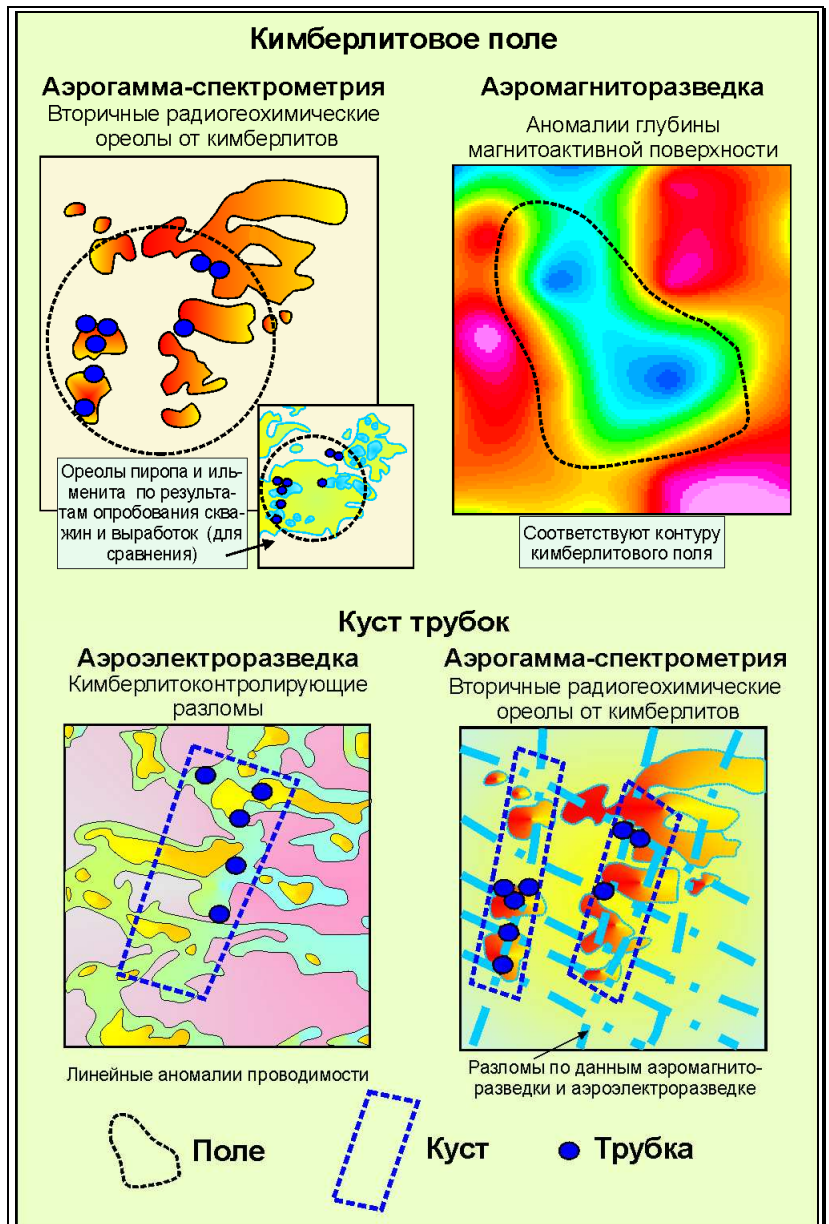 Кимберлитовое поле
Аэрогамма-спектрометрия
Вторичные радиогеохимические
ореолы от кимберлитов
Аэромагниторазведка
Аномалии глубины
магнитоактивной поверхности
Ореолы пиропа и иль-
менита по результа-
там опробования сква-
жин и выработок (для
сравнения)
Соответствуют контуру
кимберлитового поля
Куст трубок
Аэроэлектроразведка
Кимберлитоконтролирующие
разломы
Аэрогамма-спектрометрия
Вторичные радиогеохимические
ореолы от кимберлитов
Линейные аномалии проводимости
Разломы по данным аэромагнито-
разведки и аэроэлектроразведке
Поле
Куст
Трубка